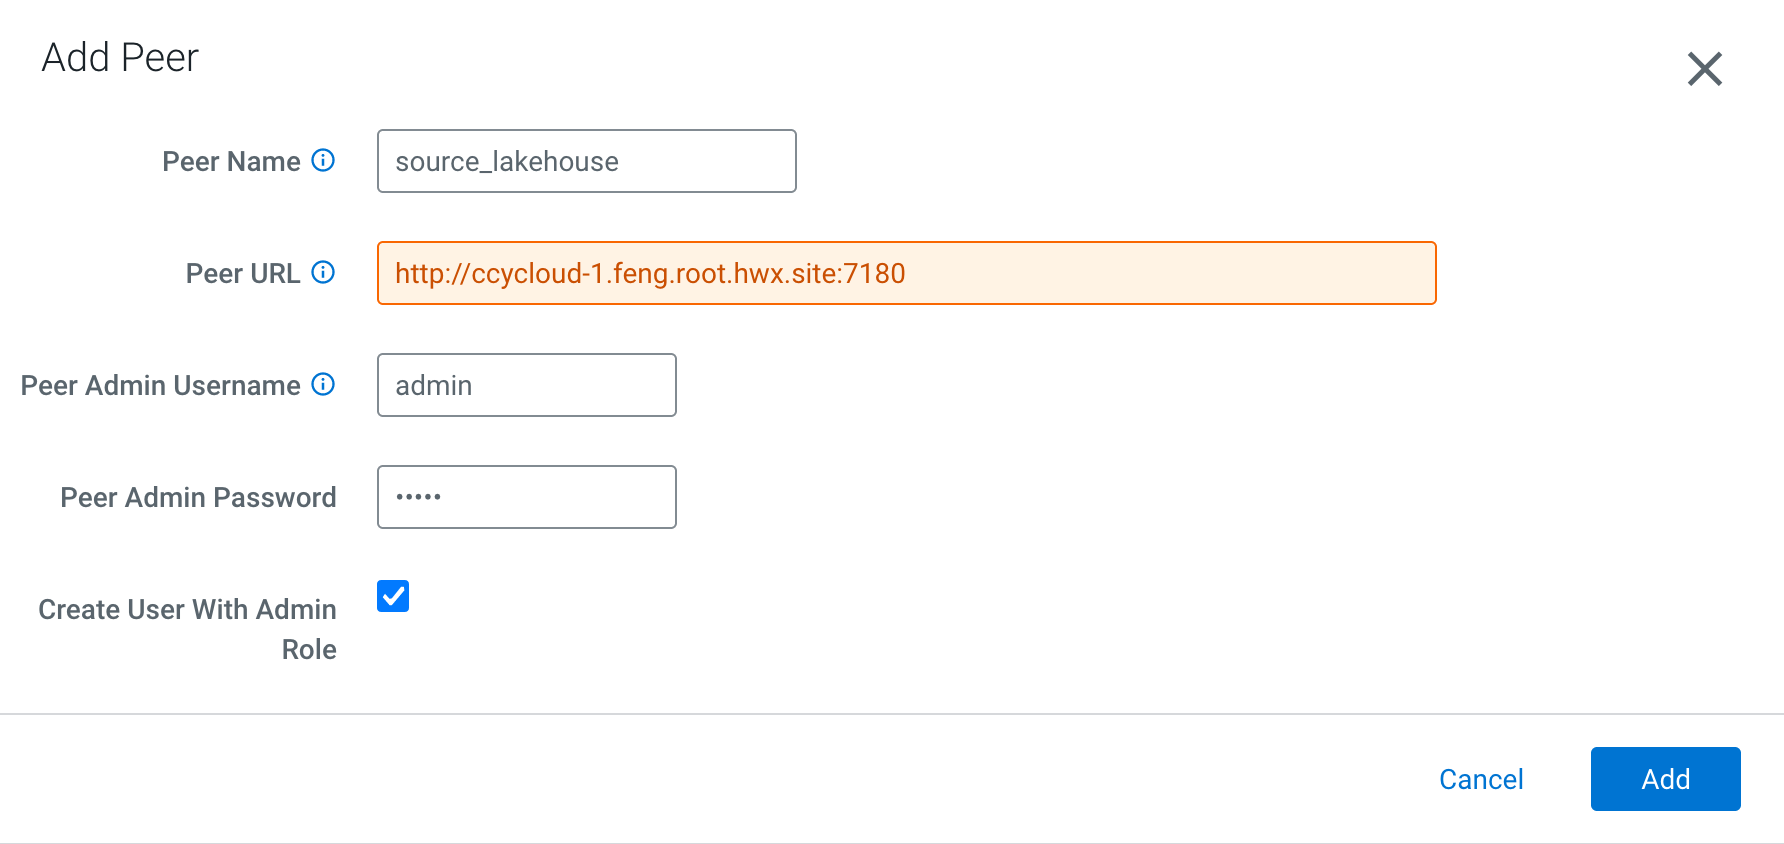 Add Peer
Peer Name
source_lakehouse
Peer URL
http://ccycloud-1.feng.root.hwx.site:7180
Peer Admin Username
admin
Peer Admin Password
•••••
Create User With Admin
Role
Cancel
Add